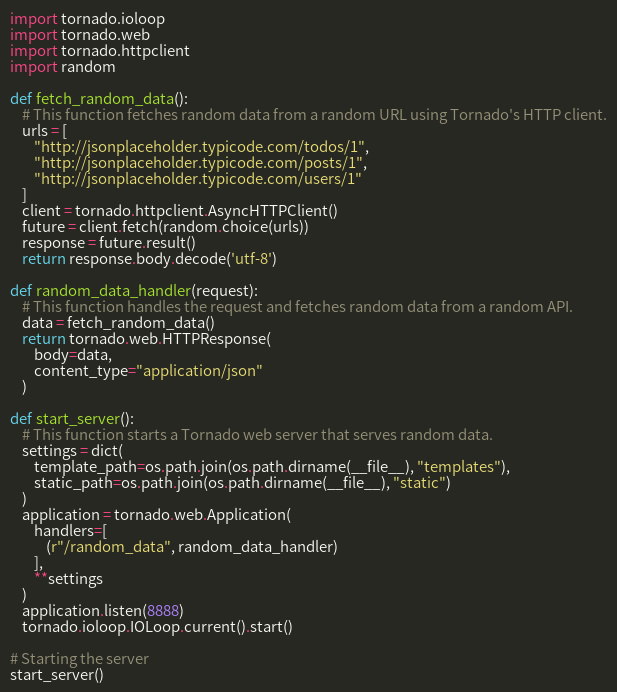 import tornado.ioloop
import tornado.web
import tornado.httpclient
import random

def fetch_random_data():
    # This function fetches random data from a random URL using Tornado's HTTP client.
    urls = [
        "http://jsonplaceholder.typicode.com/todos/1",
        "http://jsonplaceholder.typicode.com/posts/1",
        "http://jsonplaceholder.typicode.com/users/1"
    ]
    client = tornado.httpclient.AsyncHTTPClient()
    future = client.fetch(random.choice(urls))
    response = future.result()
    return response.body.decode('utf-8')

def random_data_handler(request):
    # This function handles the request and fetches random data from a random API.
    data = fetch_random_data()
    return tornado.web.HTTPResponse(
        body=data,
        content_type="application/json"
    )

def start_server():
    # This function starts a Tornado web server that serves random data.
    settings = dict(
        template_path=os.path.join(os.path.dirname(__file__), "templates"),
        static_path=os.path.join(os.path.dirname(__file__), "static")
    )
    application = tornado.web.Application(
        handlers=[
            (r"/random_data", random_data_handler)
        ],
        **settings
    )
    application.listen(8888)
    tornado.ioloop.IOLoop.current().start()

# Starting the server
start_server()